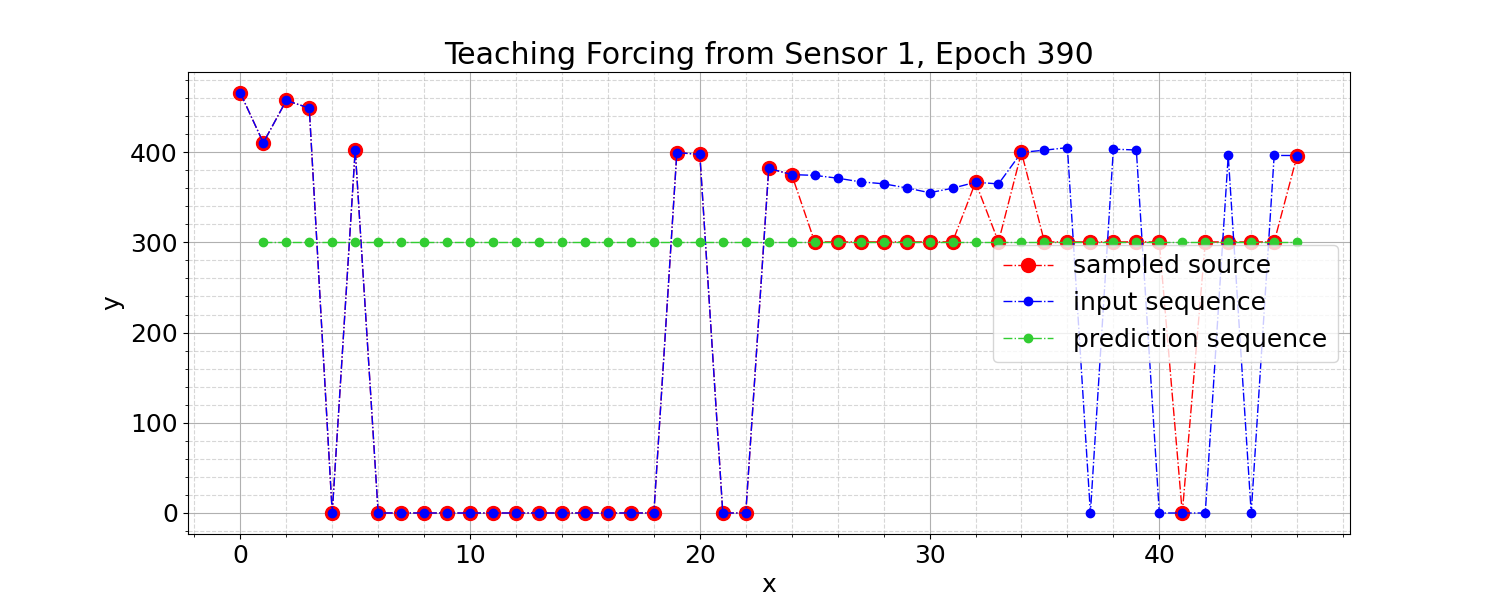 Teaching Forcing from Sensor 1, Epoch 390
y
400
300
200
100
0
sampled source
input sequence
prediction sequence
0 10 20 30 40
x